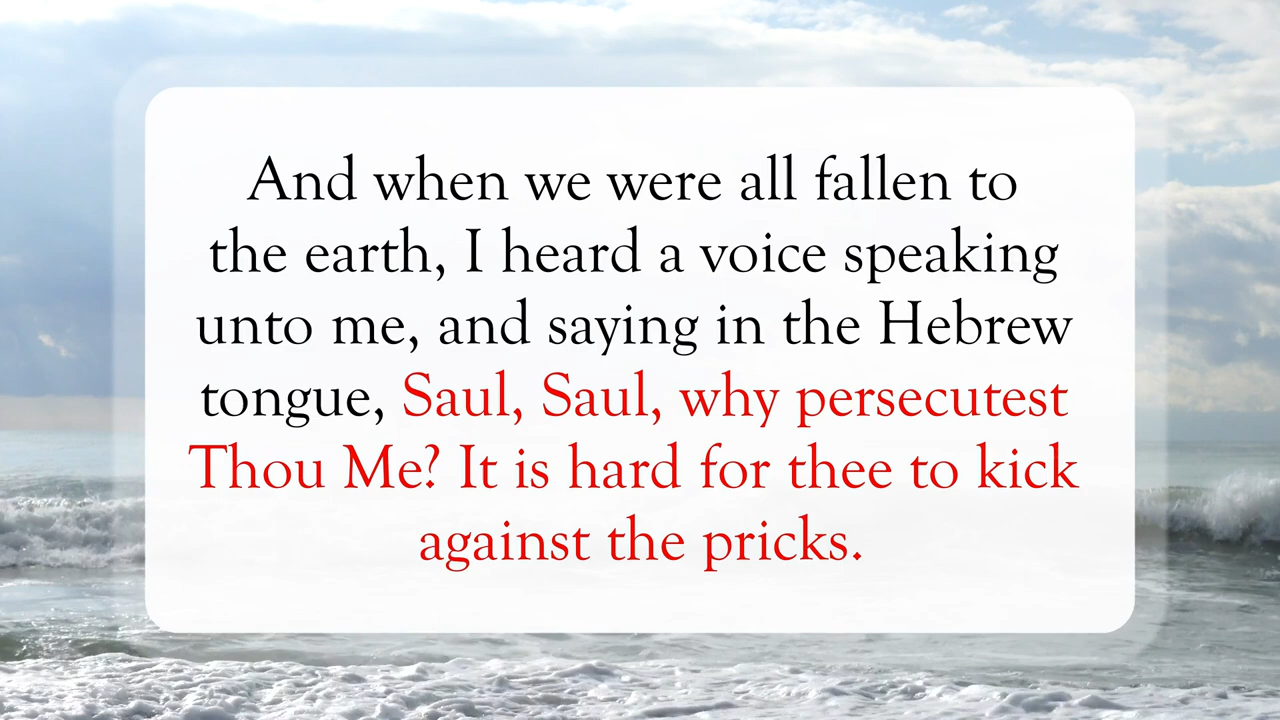 And when we were all fallen to
the earth, I heard a voice speaking
unto me, and saying in the Hebrew
tongue, Saul, Saul, why persecutest
Thou Me? It is hard for thee to kick
against the pricks.